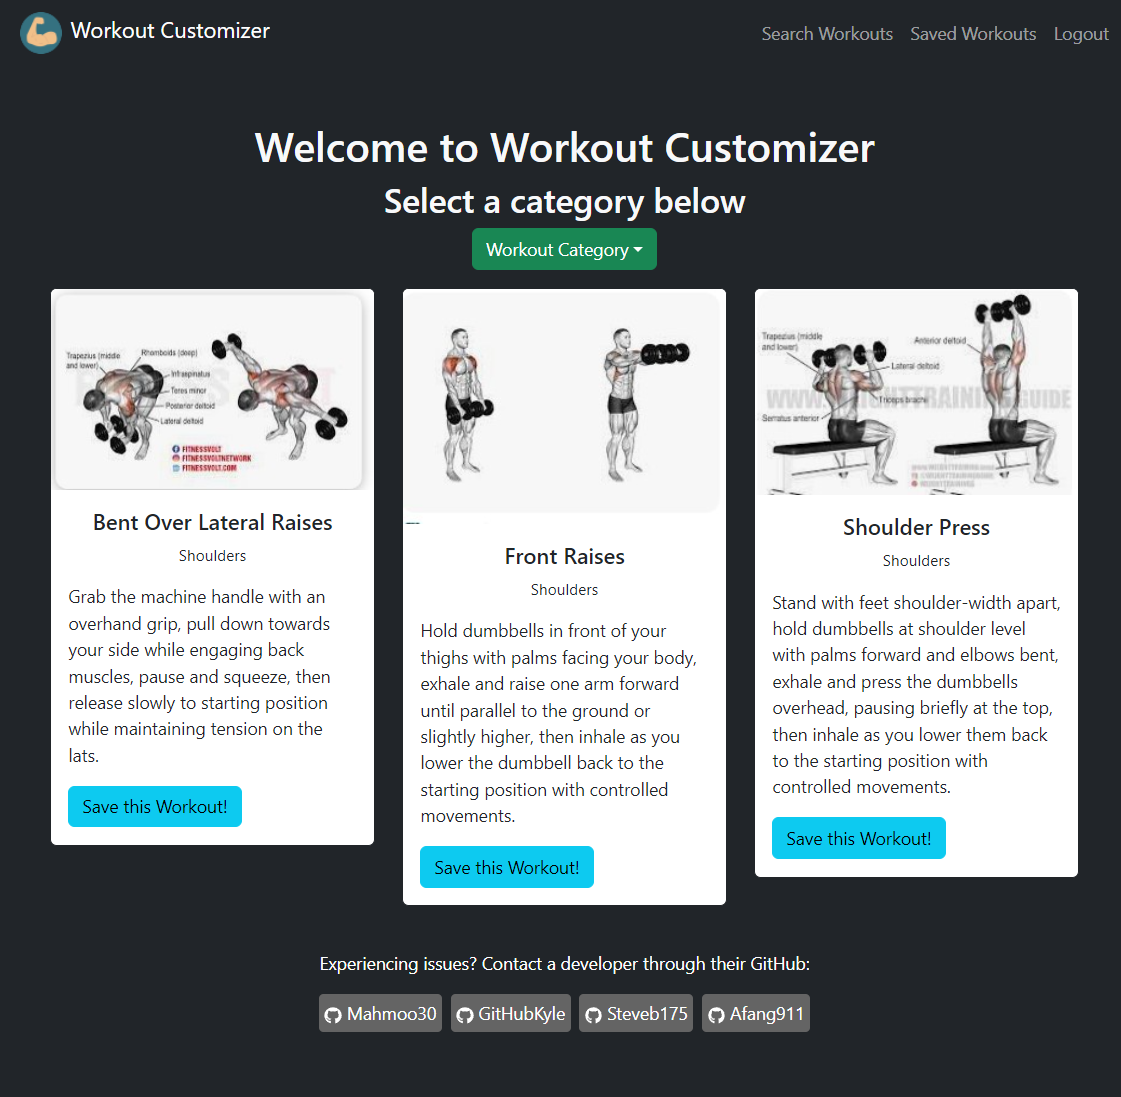 Workout Customizer
Search Workouts
Saved Workouts
Logout
Welcome to Workout Customizer
Select a category below
Workout Category
Trapezius (middle
and lower)
Rhomboids (deep)
Infraspinatus
Teres minor
Posterior deltoid
Lateral deltoid
FITNESSVOLT
FITNESSVOLTNETWORK
FITNESSVOLT.COM
Bent Over Lateral Raises
Shoulders
Grab the machine handle with an
overhand grip, pull down towards
your side while engaging back
muscles, pause and squeeze, then
release slowly to starting position
while maintaining tension on the
lats.
Save this Workout!
Front Raises
Shoulders
Hold dumbbells in front of your
thighs with palms facing your body,
exhale and raise one arm forward
until parallel to the ground or
slightly higher, then inhale as you
lower the dumbbell back to the
starting position with controlled
movements.
Save this Workout!
Trapezius (middle
and lower)
Anterior deltoid
Lateral deltoid
Triceps brachii
Serratus anterior
Shoulder Press
Shoulders
Stand with feet shoulder-width apart,
hold dumbbells at shoulder level
with palms forward and elbows bent,
exhale and press the dumbbells
overhead, pausing briefly at the top,
then inhale as you lower them back
to the starting position with
controlled movements.
Save this Workout!
Experiencing issues? Contact a developer through their GitHub:
Mahmoo30
GitHubKyle
Steveb175
Afang911